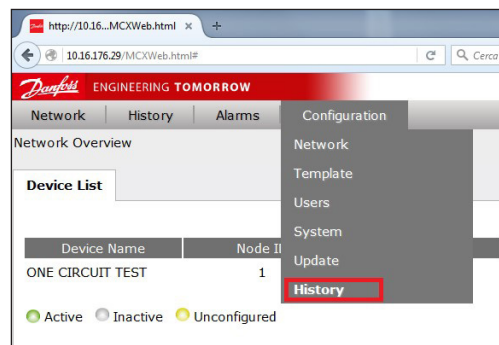 http://10.16...MCXWeb.html × +
10.16.176.29/MCXWeb.html# Cerca
Danfoss ENGINEERING TOMORROW
Network History Alarms Configuration
Network Overview
Network
Template
Users
System
Update
History
Device List
Device Name Node I
ONE CIRCUIT TEST 1
Active Inactive Unconfigured